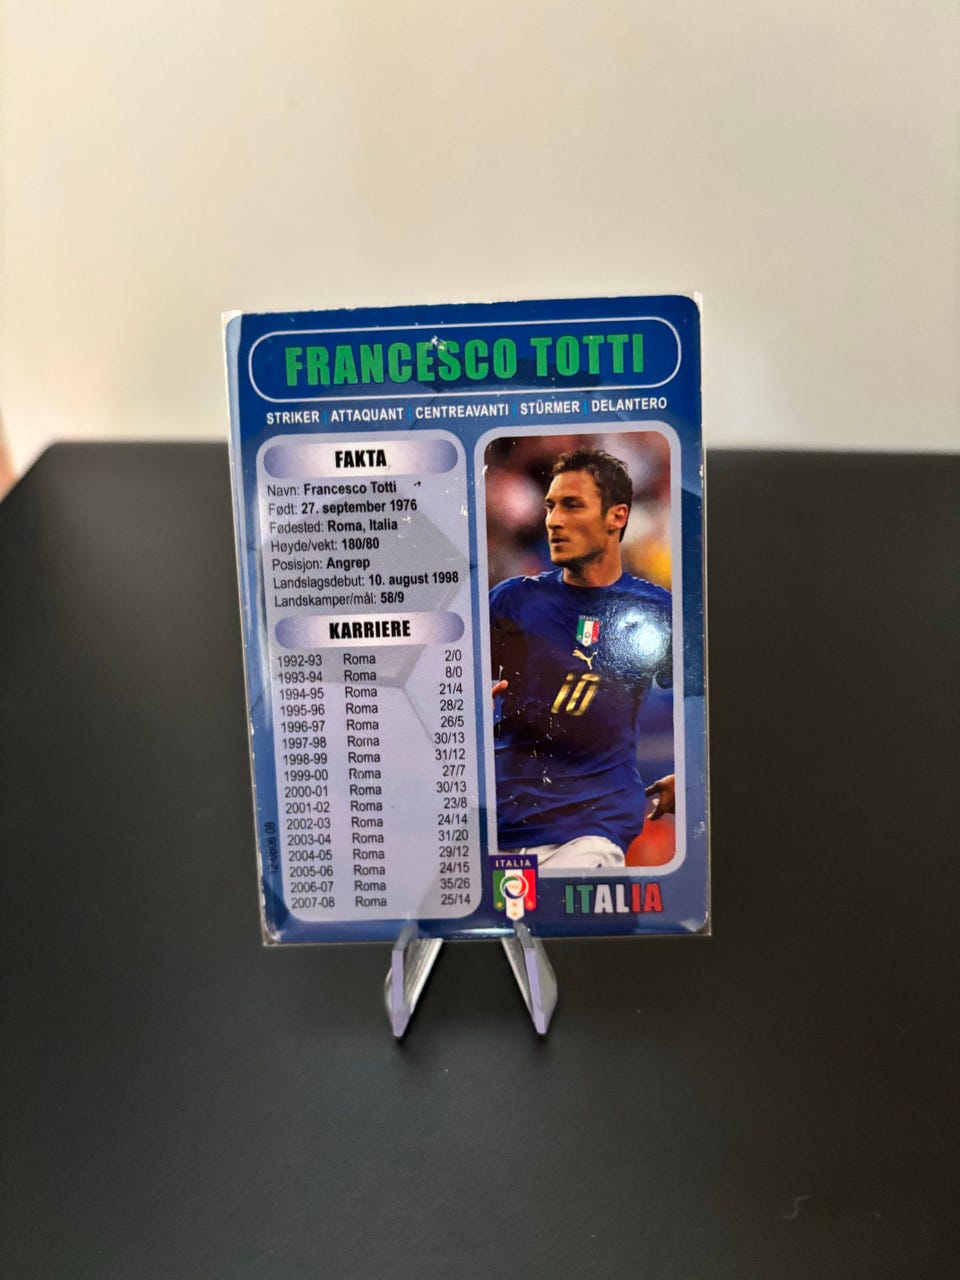 FRANCESCO TOTTI
STRIKER | ATTAQUANT | CENTREAVANTI | STÜRMER | DELANTERO
FAKTA
Navn: Francesco Totti
Født: 27. september 1976
Fødested: Roma, Italia
Høyde/vekt: 180/80
Posisjon: Angrep
Landslagsdebut: 10. august 1998
Landskamper/mål: 58/9
KARRIERE
1992-93 Roma 2/0
1993-94 Roma 8/0
1994-95 Roma 21/4
1995-96 Roma 28/2
1996-97 Roma 26/5
1997-98 Roma 30/13
1998-99 Roma 31/12
1999-00 Roma 27/7
2000-01 Roma 30/13
2001-02 Roma 23/8
2002-03 Roma 24/14
2003-04 Roma 31/20
2004-05 Roma 29/12
2005-06 Roma 24/15
2006-07 Roma 35/26
2007-08 Roma 25/14
ITALIA
10
ITALIA
ITALIA